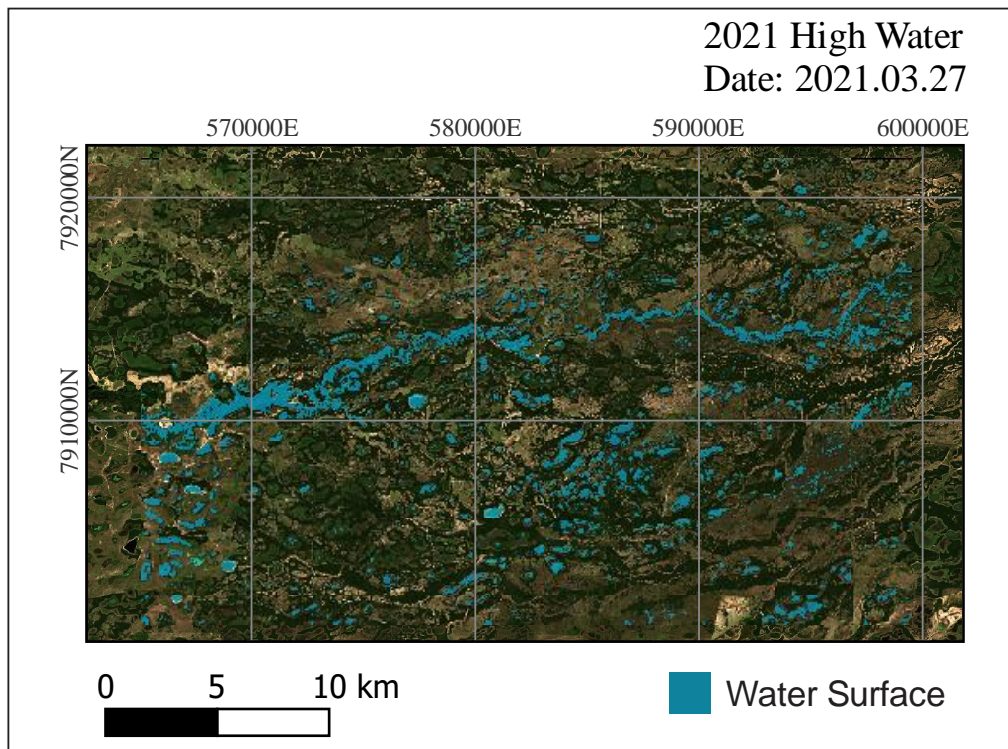 2021 High Water
Date: 2021.03.27
570000E 580000E 590000E 600000E
7920000N
7910000N
0 5 10 km
Water Surface